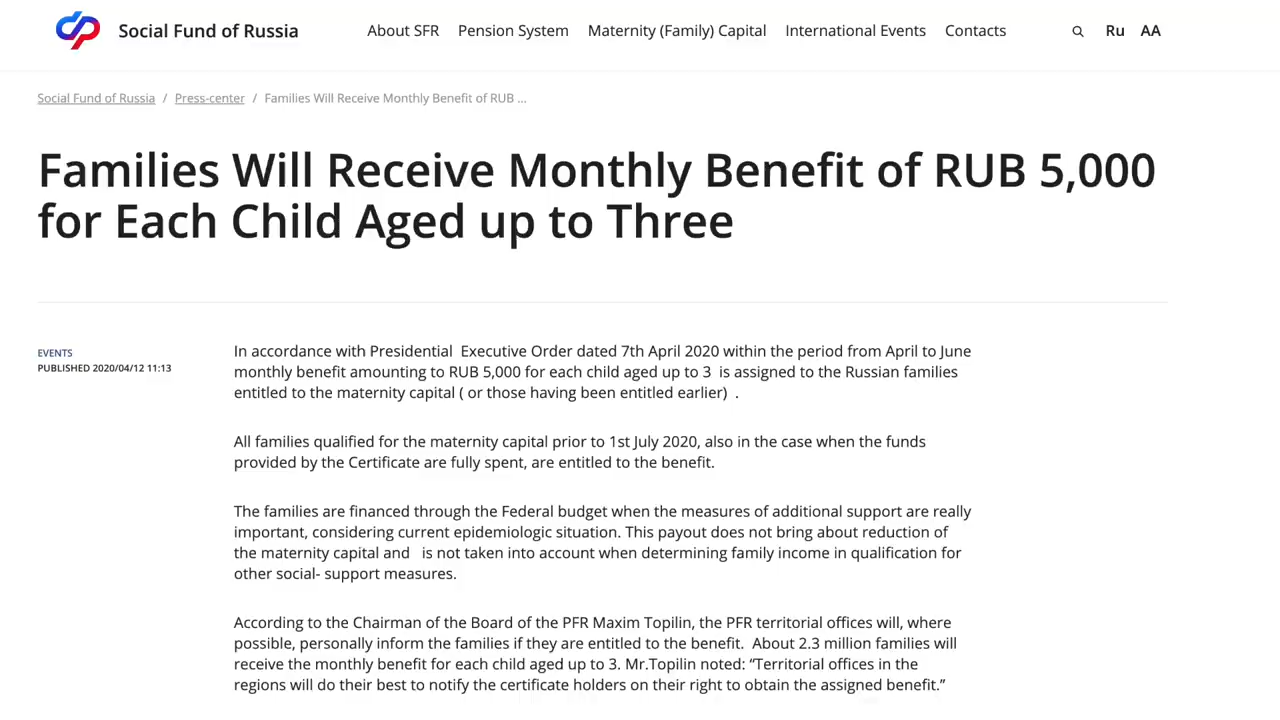 Social Fund of Russia
About SFR Pension System Maternity (Family) Capital International Events Contacts Ru AA
Social Fund of Russia / Press-center / Families Will Receive Monthly Benefit of RUB ...
Families Will Receive Monthly Benefit of RUB 5,000
for Each Child Aged up to Three
EVENTS
PUBLISHED 2020/04/12 11:13
In accordance with Presidential  Executive Order dated 7th April 2020 within the period from April to June
monthly benefit amounting to RUB 5,000 for each child aged up to 3  is assigned to the Russian families
entitled to the maternity capital ( or those having been entitled earlier)  .
All families qualified for the maternity capital prior to 1st July 2020, also in the case when the funds
provided by the Certificate are fully spent, are entitled to the benefit.
The families are financed through the Federal budget when the measures of additional support are really
important, considering current epidemiologic situation. This payout does not bring about reduction of
the maternity capital and   is not taken into account when determining family income in qualification for
other social- support measures.
According to the Chairman of the Board of the PFR Maxim Topilin, the PFR territorial offices will, where
possible, personally inform the families if they are entitled to the benefit.  About 2.3 million families will
receive the monthly benefit for each child aged up to 3. Mr.Topilin noted: “Territorial offices in the
regions will do their best to notify the certificate holders on their right to obtain the assigned benefit.”